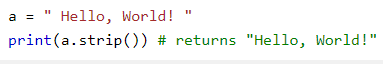 a = " Hello, World! "
print(a.strip()) # returns "Hello, World!"